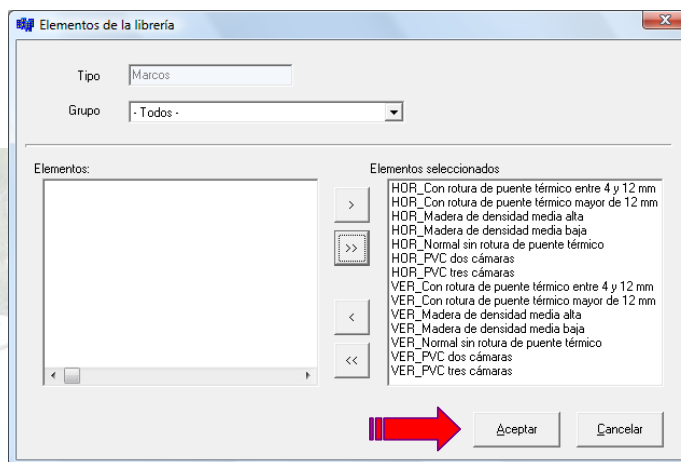 Elementos de la librería
Tipo Marcos
Grupo - Todos -
Elementos:
Elementos seleccionados
HOR_Con rotura de puente térmico entre 4 y 12 mm
HOR_Con rotura de puente térmico mayor de 12 mm
HOR_Madera de densidad media alta
HOR_Madera de densidad media baja
HOR_Normal sin rotura de puente térmico
HOR_PVC dos cámaras
HOR_PVC tres cámaras
VER_Con rotura de puente térmico entre 4 y 12 mm
VER_Con rotura de puente térmico mayor de 12 mm
VER_Madera de densidad media alta
VER_Madera de densidad media baja
VER_Normal sin rotura de puente térmico
VER_PVC dos cámaras
VER_PVC tres cámaras
>
>>
<
<<
Aceptar
Cancelar